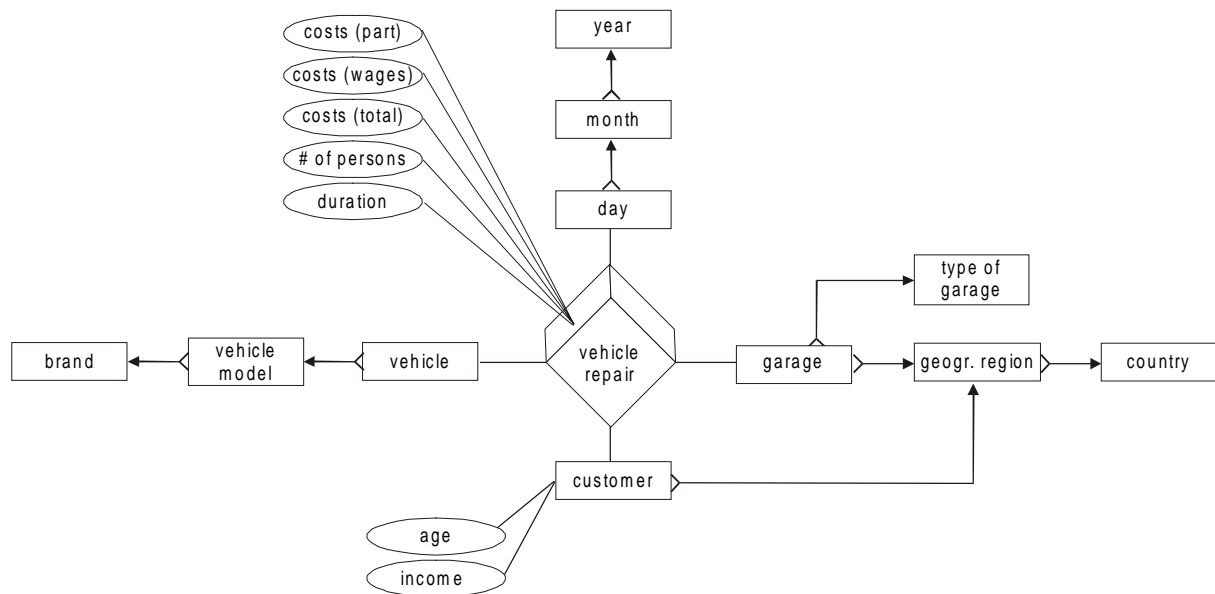 costs (part)
costs (wages)
costs (total)
# of persons
duration
year
month
day
type of
garage
brand
vehicle
model
vehicle
vehicle
repair
garage
geogr. region
country
customer
age
income